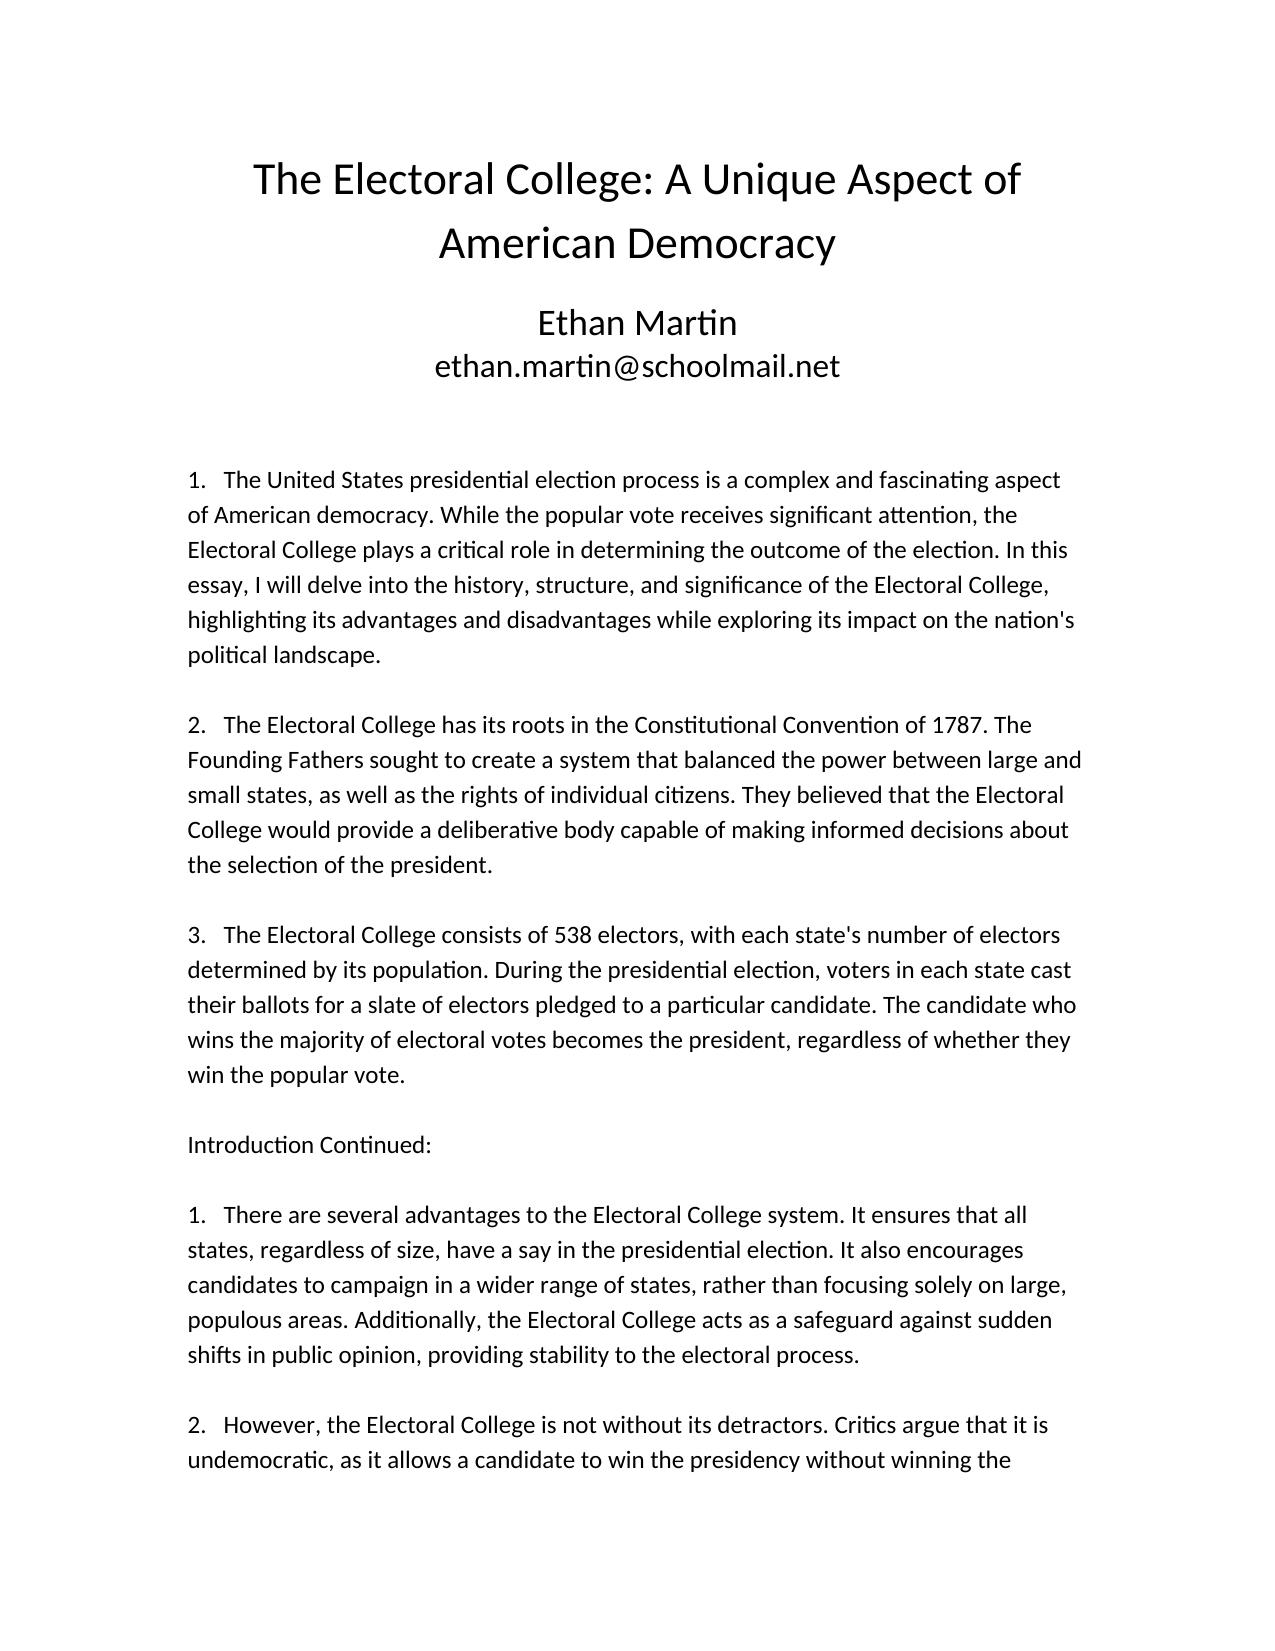 The Electoral College: A Unique Aspect of
American Democracy
Ethan Martin
ethan.martin@schoolmail.net
1. The United States presidential election process is a complex and fascinating aspect
of American democracy. While the popular vote receives significant attention, the
Electoral College plays a critical role in determining the outcome of the election. In this
essay, I will delve into the history, structure, and significance of the Electoral College,
highlighting its advantages and disadvantages while exploring its impact on the nation's
political landscape.
2. The Electoral College has its roots in the Constitutional Convention of 1787. The
Founding Fathers sought to create a system that balanced the power between large and
small states, as well as the rights of individual citizens. They believed that the Electoral
College would provide a deliberative body capable of making informed decisions about
the selection of the president.
3. The Electoral College consists of 538 electors, with each state's number of electors
determined by its population. During the presidential election, voters in each state cast
their ballots for a slate of electors pledged to a particular candidate. The candidate who
wins the majority of electoral votes becomes the president, regardless of whether they
win the popular vote.
Introduction Continued:
1. There are several advantages to the Electoral College system. It ensures that all
states, regardless of size, have a say in the presidential election. It also encourages
candidates to campaign in a wider range of states, rather than focusing solely on large,
populous areas. Additionally, the Electoral College acts as a safeguard against sudden
shifts in public opinion, providing stability to the electoral process.
2. However, the Electoral College is not without its detractors. Critics argue that it is
undemocratic, as it allows a candidate to win the presidency without winning the